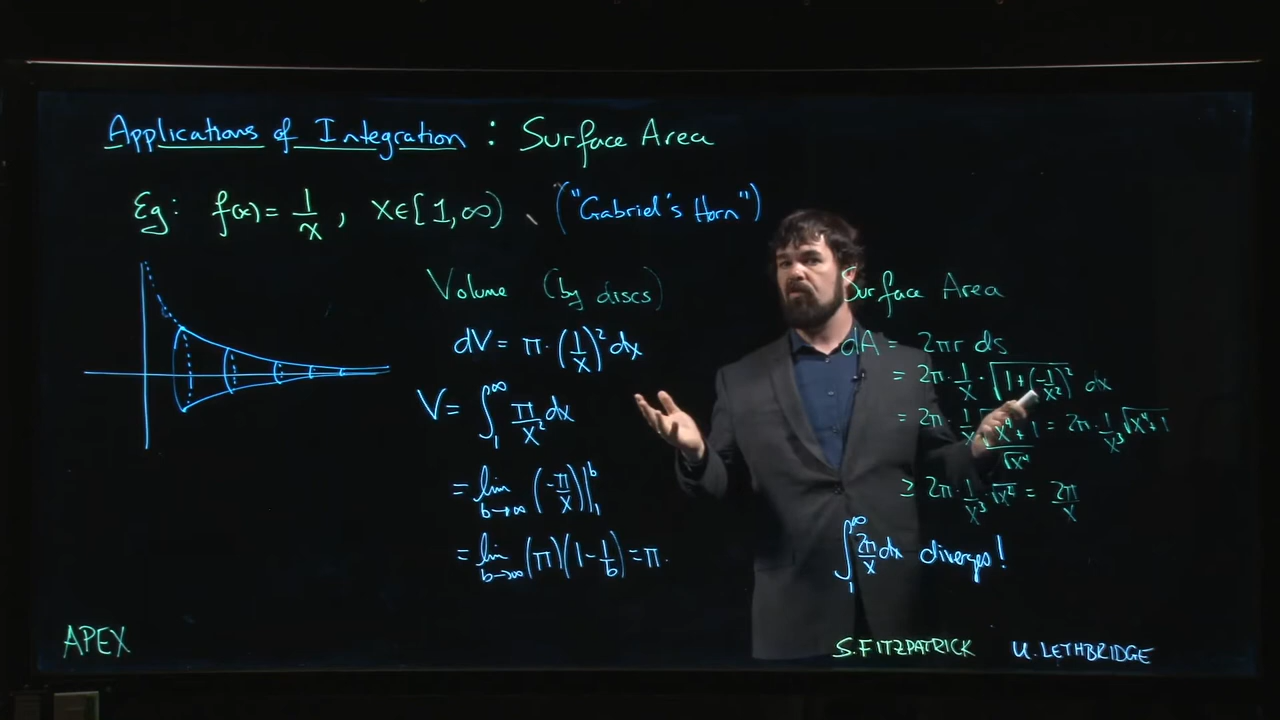 Applications of Integration : Surface Area
Eg: f(x) = 1/x , x∈[1,∞) ("Gabriel's Horn")
Volume (by discs)
dV = π·(1/x)² dx
V = ∫₁^∞ π/x² dx
= lim b→∞ (-π/x)|₁^b
= lim b→∞ (π)(1-1/b) = π.
Surface Area
dA = 2πr ds
= 2π·1/x·√(1+(-1/x²)²) dx
= 2π·1/x √(x⁴+1)/√x⁴ = 2π·1/x³ √(x⁴+1)
≥ 2π·1/x³·√x⁴ = 2π/x
∫₁^∞ 2π/x dx diverges!
APEX
S.FITZPATRICK U.LETHBRIDGE